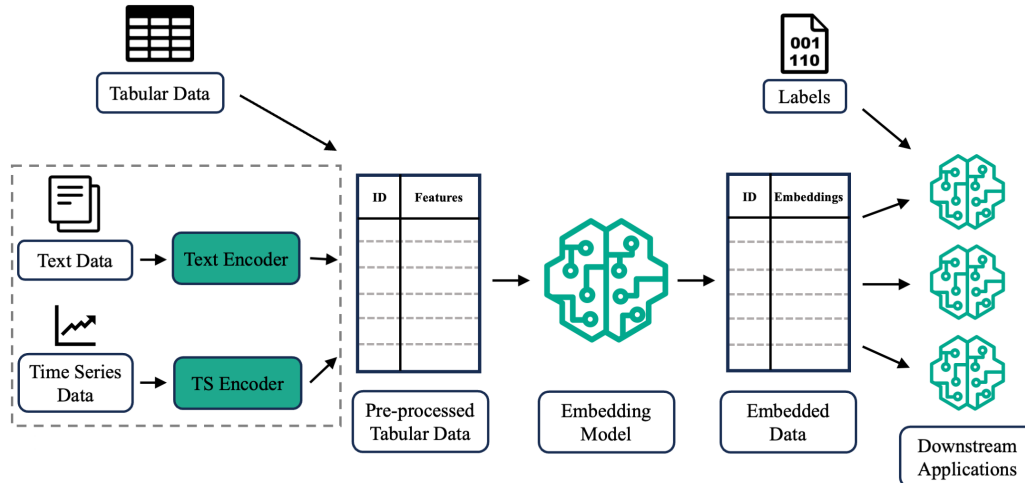 001
110
Tabular Data
Labels
ID Features
ID Embeddings
Text Data
Text Encoder
Time Series
Data
TS Encoder
Pre-processed
Tabular Data
Embedding
Model
Embedded
Data
Downstream
Applications